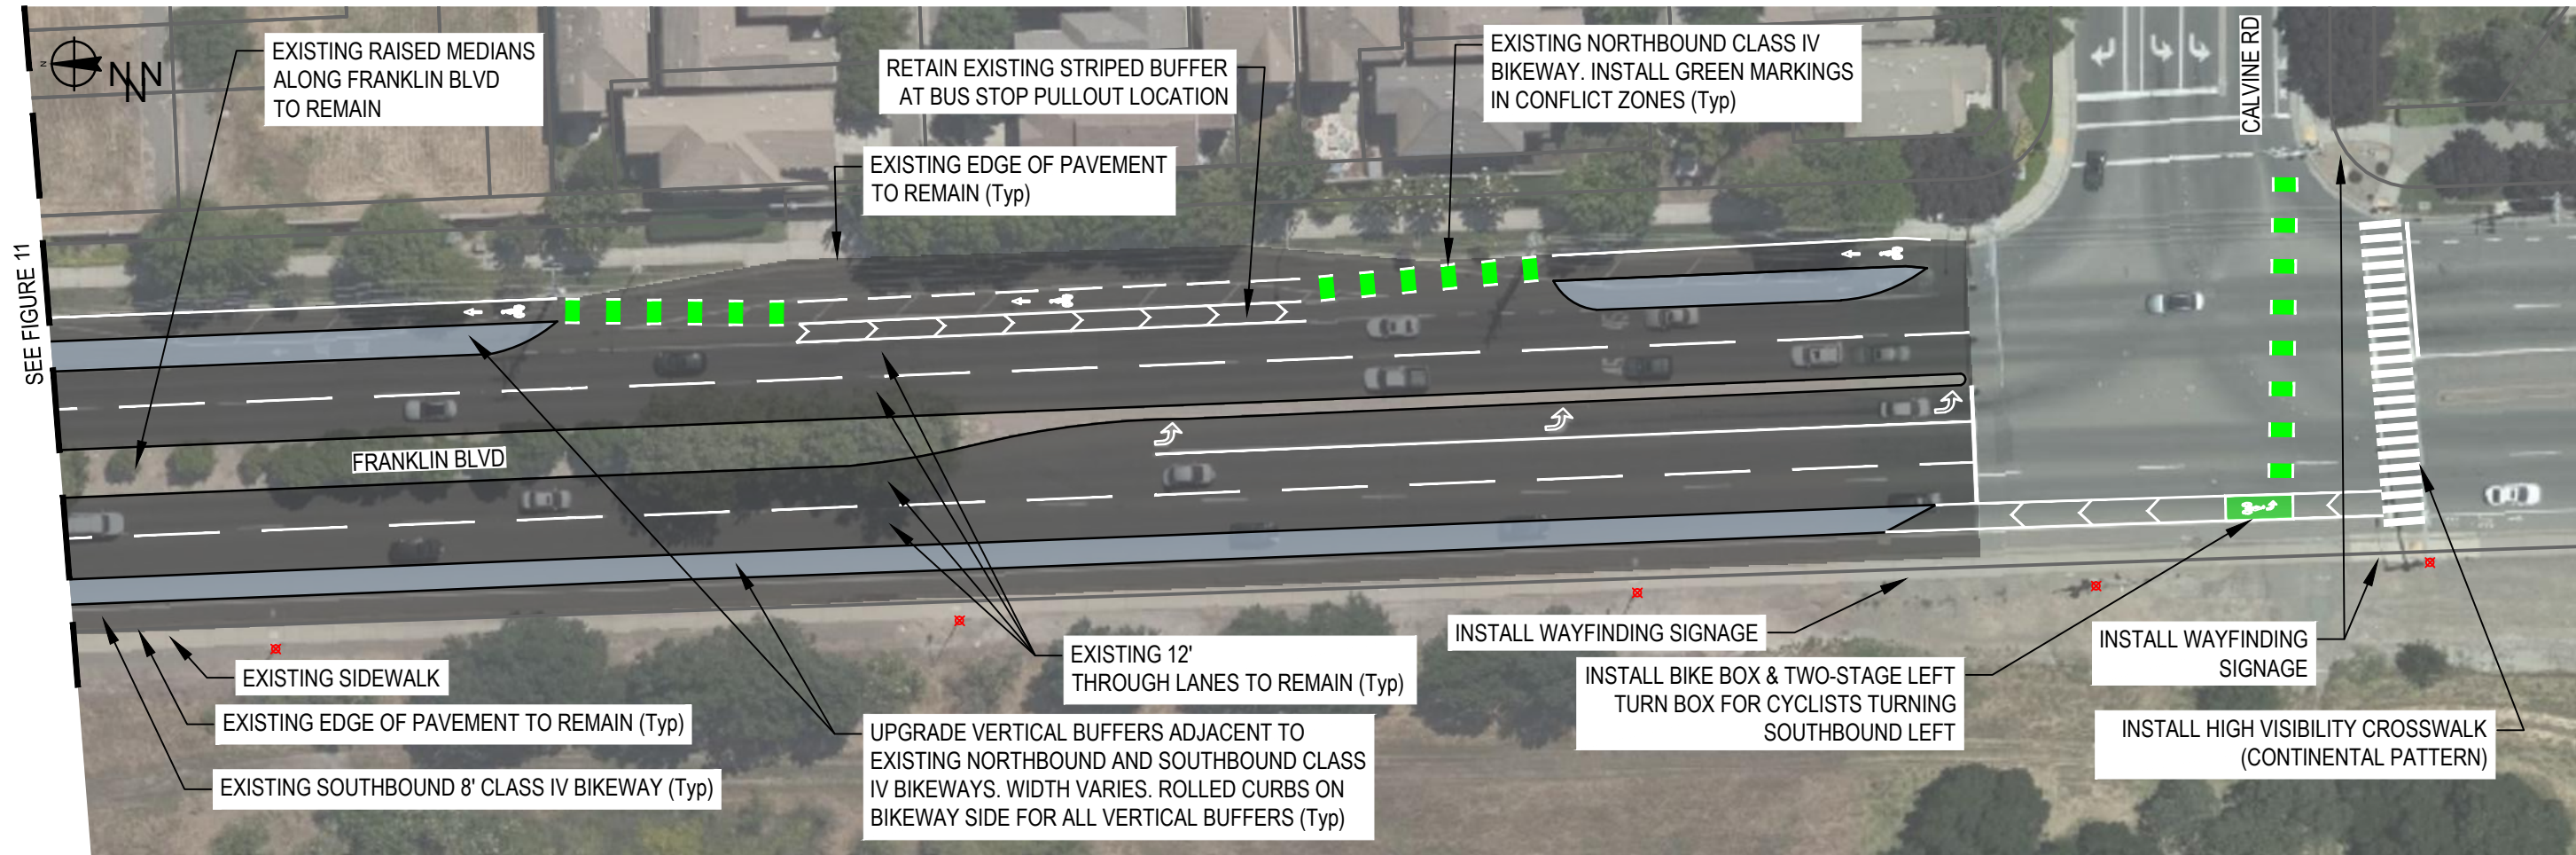 EXISTING RAISED MEDIANS
ALONG FRANKLIN BLVD
TO REMAIN
RETAIN EXISTING STRIPED BUFFER
AT BUS STOP PULLOUT LOCATION
EXISTING NORTHBOUND CLASS IV
BIKEWAY. INSTALL GREEN MARKINGS
IN CONFLICT ZONES (Typ)
CALVINE RD
N
N
N
EXISTING EDGE OF PAVEMENT
TO REMAIN (Typ)
SEE FIGURE 11
FRANKLIN BLVD
EXISTING SIDEWALK
EXISTING EDGE OF PAVEMENT TO REMAIN (Typ)
EXISTING SOUTHBOUND 8' CLASS IV BIKEWAY (Typ)
EXISTING 12'
THROUGH LANES TO REMAIN (Typ)
UPGRADE VERTICAL BUFFERS ADJACENT TO
EXISTING NORTHBOUND AND SOUTHBOUND CLASS
IV BIKEWAYS. WIDTH VARIES. ROLLED CURBS ON
BIKEWAY SIDE FOR ALL VERTICAL BUFFERS (Typ)
INSTALL WAYFINDING SIGNAGE
INSTALL BIKE BOX & TWO-STAGE LEFT
TURN BOX FOR CYCLISTS TURNING
SOUTHBOUND LEFT
INSTALL WAYFINDING
SIGNAGE
INSTALL HIGH VISIBILITY CROSSWALK
(CONTINENTAL PATTERN)